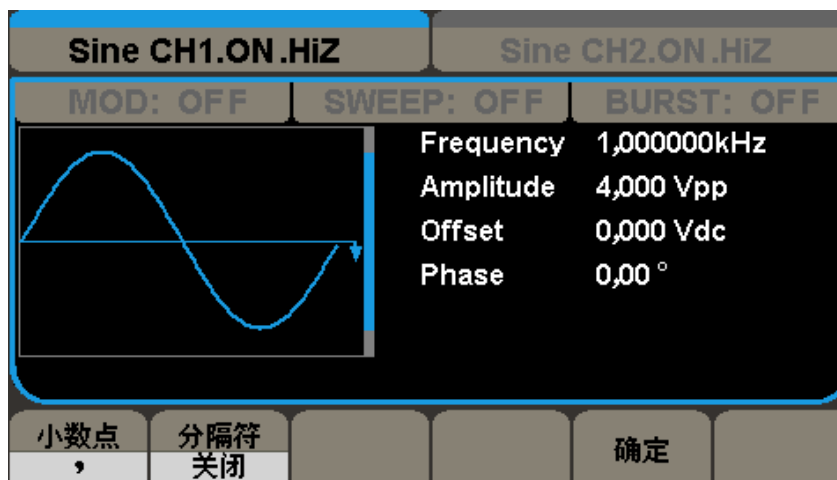 Sine CH1.ON.HiZ
Sine CH2.ON.HiZ
MOD: OFF
SWEEP: OFF
BURST: OFF
Frequency 1,000000kHz
Amplitude 4,000 Vpp
Offset 0,000 Vdc
Phase 0,00 °
小数点
分隔符
确定
,
关闭